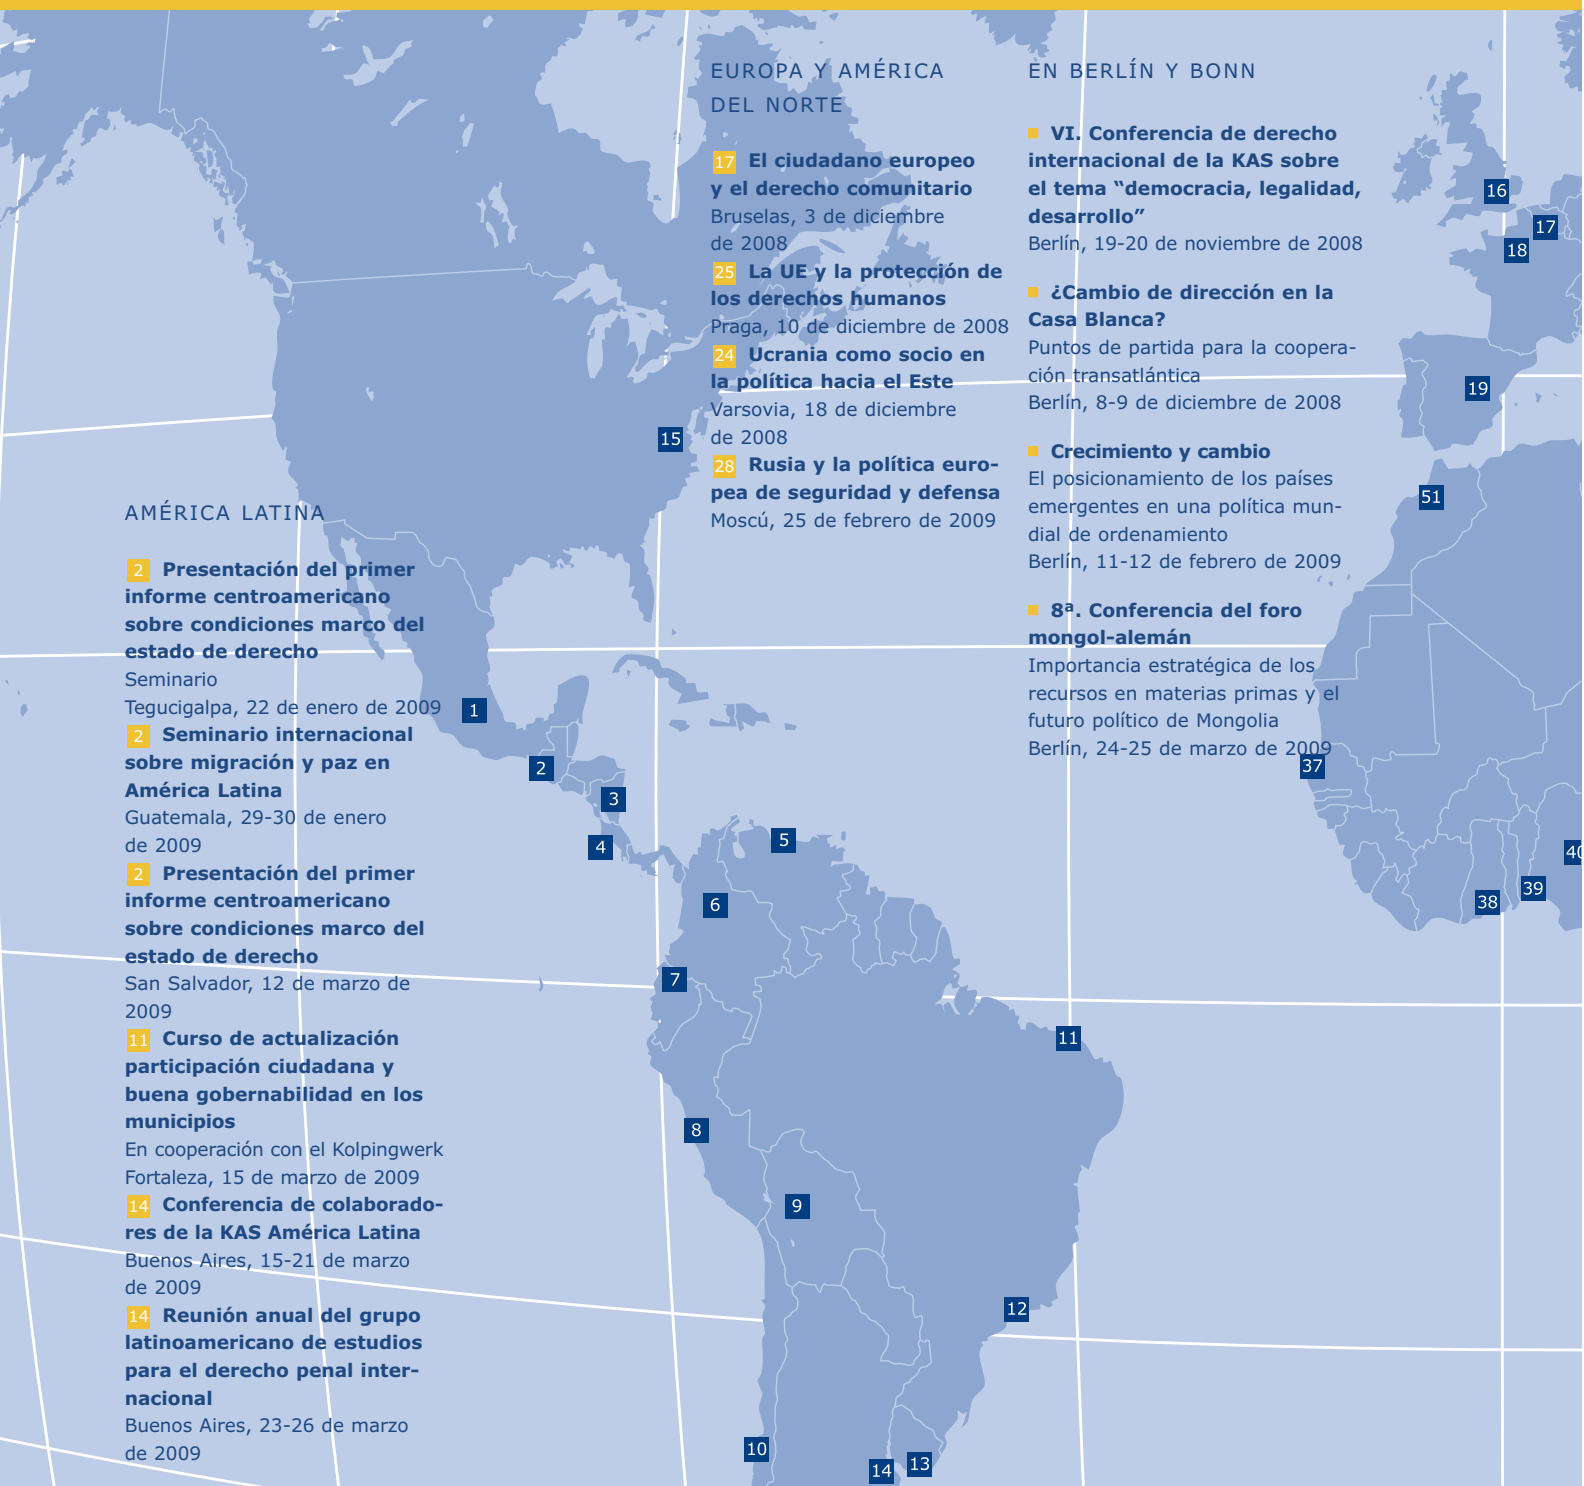 EUROPA Y AMÉRICA
DEL NORTE
17 El ciudadano europeo
y el derecho comunitario
Bruselas, 3 de diciembre
de 2008
25 La UE y la protección de
los derechos humanos
Praga, 10 de diciembre de 2008
24 Ucrania como socio en
la política hacia el Este
Varsovia, 18 de diciembre
de 2008
28 Rusia y la política euro-
pea de seguridad y defensa
Moscú, 25 de febrero de 2009
EN BERLÍN Y BONN
VI. Conferencia de derecho
internacional de la KAS sobre
el tema “democracia, legalidad,
desarrollo”
Berlín, 19-20 de noviembre de 2008
¿Cambio de dirección en la
Casa Blanca?
Puntos de partida para la coopera-
ción transatlántica
Berlín, 8-9 de diciembre de 2008
Crecimiento y cambio
El posicionamiento de los países
emergentes en una política mun-
dial de ordenamiento
Berlín, 11-12 de febrero de 2009
8ª. Conferencia del foro
mongol-alemán
Importancia estratégica de los
recursos en materias primas y el
futuro político de Mongolia
Berlín, 24-25 de marzo de 2009
AMÉRICA LATINA
2 Presentación del primer
informe centroamericano
sobre condiciones marco del
estado de derecho
Seminario
Tegucigalpa, 22 de enero de 2009
2 Seminario internacional
sobre migración y paz en
América Latina
Guatemala, 29-30 de enero
de 2009
2 Presentación del primer
informe centroamericano
sobre condiciones marco del
estado de derecho
San Salvador, 12 de marzo de
2009
11 Curso de actualización
participación ciudadana y
buena gobernabilidad en los
municipios
En cooperación con el Kolpingwerk
Fortaleza, 15 de marzo de 2009
14 Conferencia de colaborado-
res de la KAS América Latina
Buenos Aires, 15-21 de marzo
de 2009
14 Reunión anual del grupo
latinoamericano de estudios
para el derecho penal inter-
nacional
Buenos Aires, 23-26 de marzo
de 2009
16
17
18
19
15
51
1
2
37
3
5
4
40
39
38
6
7
11
8
9
12
10
13
14